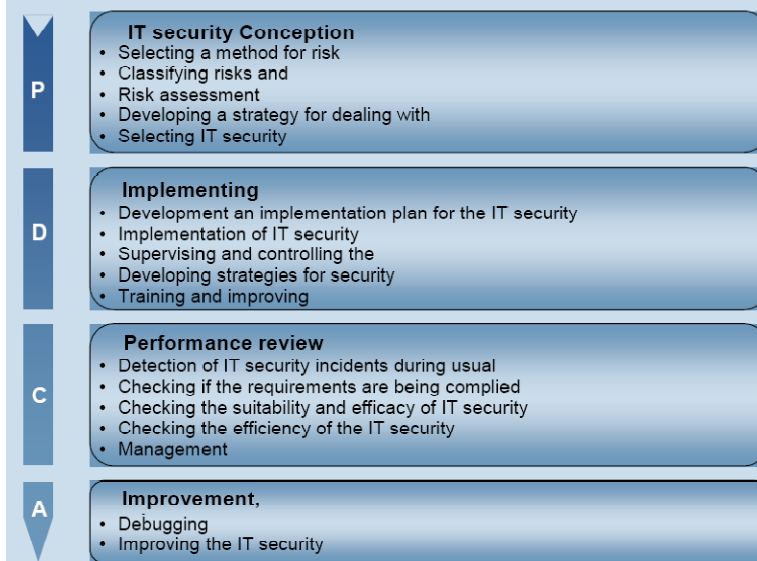 P
IT security Conception
• Selecting a method for risk
• Classifying risks and
• Risk assessment
• Developing a strategy for dealing with
• Selecting IT security
D
Implementing
• Development an implementation plan for the IT security
• Implementation of IT security
• Supervising and controlling the
• Developing strategies for security
• Training and improving
C
Performance review
• Detection of IT security incidents during usual
• Checking if the requirements are being complied
• Checking the suitability and efficacy of IT security
• Checking the efficiency of the IT security
• Management
A
Improvement,
• Debugging
• Improving the IT security